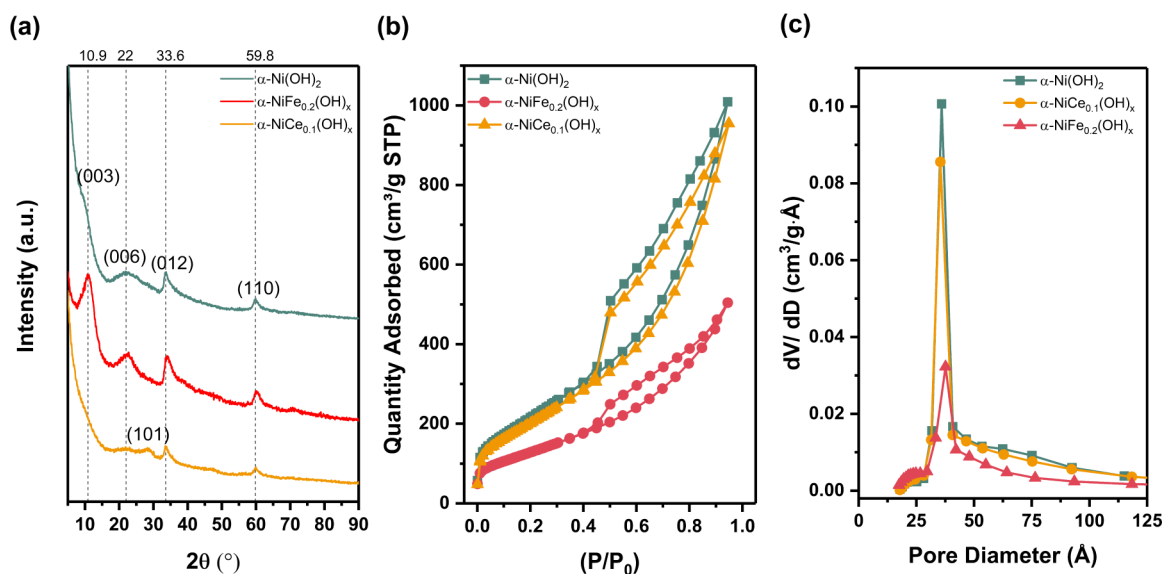 (a)
10.9 22 33.6 59.8
α-Ni(OH)₂
α-NiFe₀.₂(OH)ₓ
α-NiCe₀.₁(OH)ₓ
(003)
(006)
(012)
(110)
(101)
Intensity (a.u.)
10 20 30 40 50 60 70 80 90
2θ (°)
(b)
α-Ni(OH)₂
α-NiFe₀.₂(OH)ₓ
α-NiCe₀.₁(OH)ₓ
Quantity Adsorbed (cm³/g STP)
1000
800
600
400
200
0
0.0 0.2 0.4 0.6 0.8 1.0
(P/P₀)
(c)
α-Ni(OH)₂
α-NiCe₀.₁(OH)ₓ
α-NiFe₀.₂(OH)ₓ
dV/ dD (cm³/g·Å)
0.10
0.08
0.06
0.04
0.02
0.00
0 25 50 75 100 125
Pore Diameter (Å)